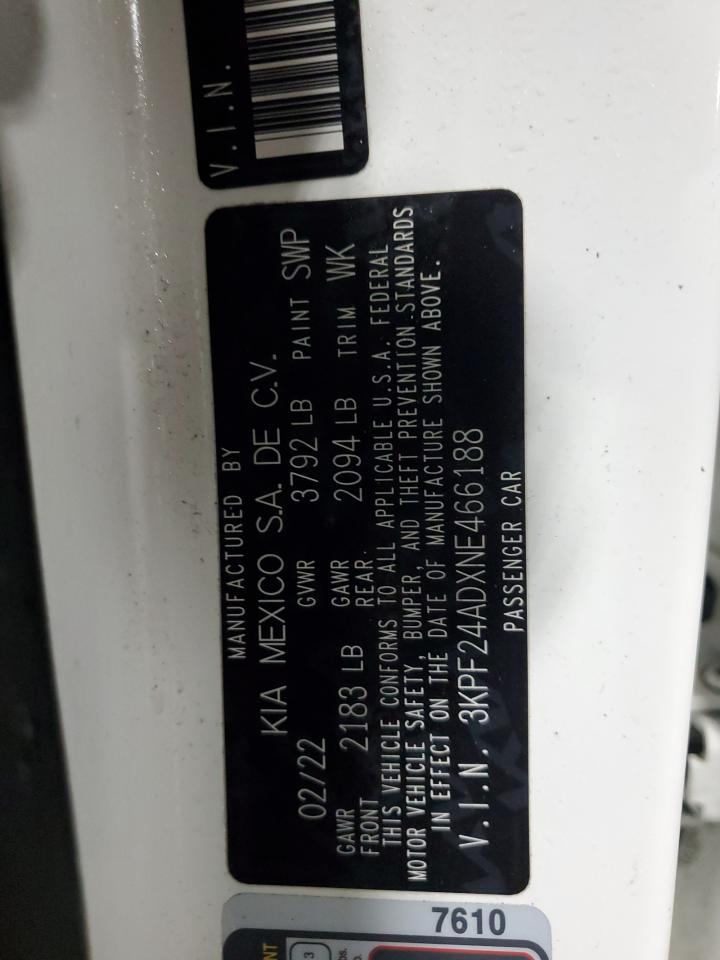 V.I.N.
MANUFACTURED BY
KIA MEXICO S.A. DE C.V.
02/22 GVWR 3792 LB PAINT SWP
GAWR FRONT 2183 LB GAWR REAR. 2094 LB TRIM WK
THIS VEHICLE CONFORMS TO ALL APPLICABLE U.S.A. FEDERAL
MOTOR VEHICLE SAFETY, BUMPER, AND THEFT PREVENTION STANDARDS
IN EFFECT ON THE DATE OF MANUFACTURE SHOWN ABOVE.
V.I.N. 3KPF24ADXNE466188
PASSENGER CAR
7610
3